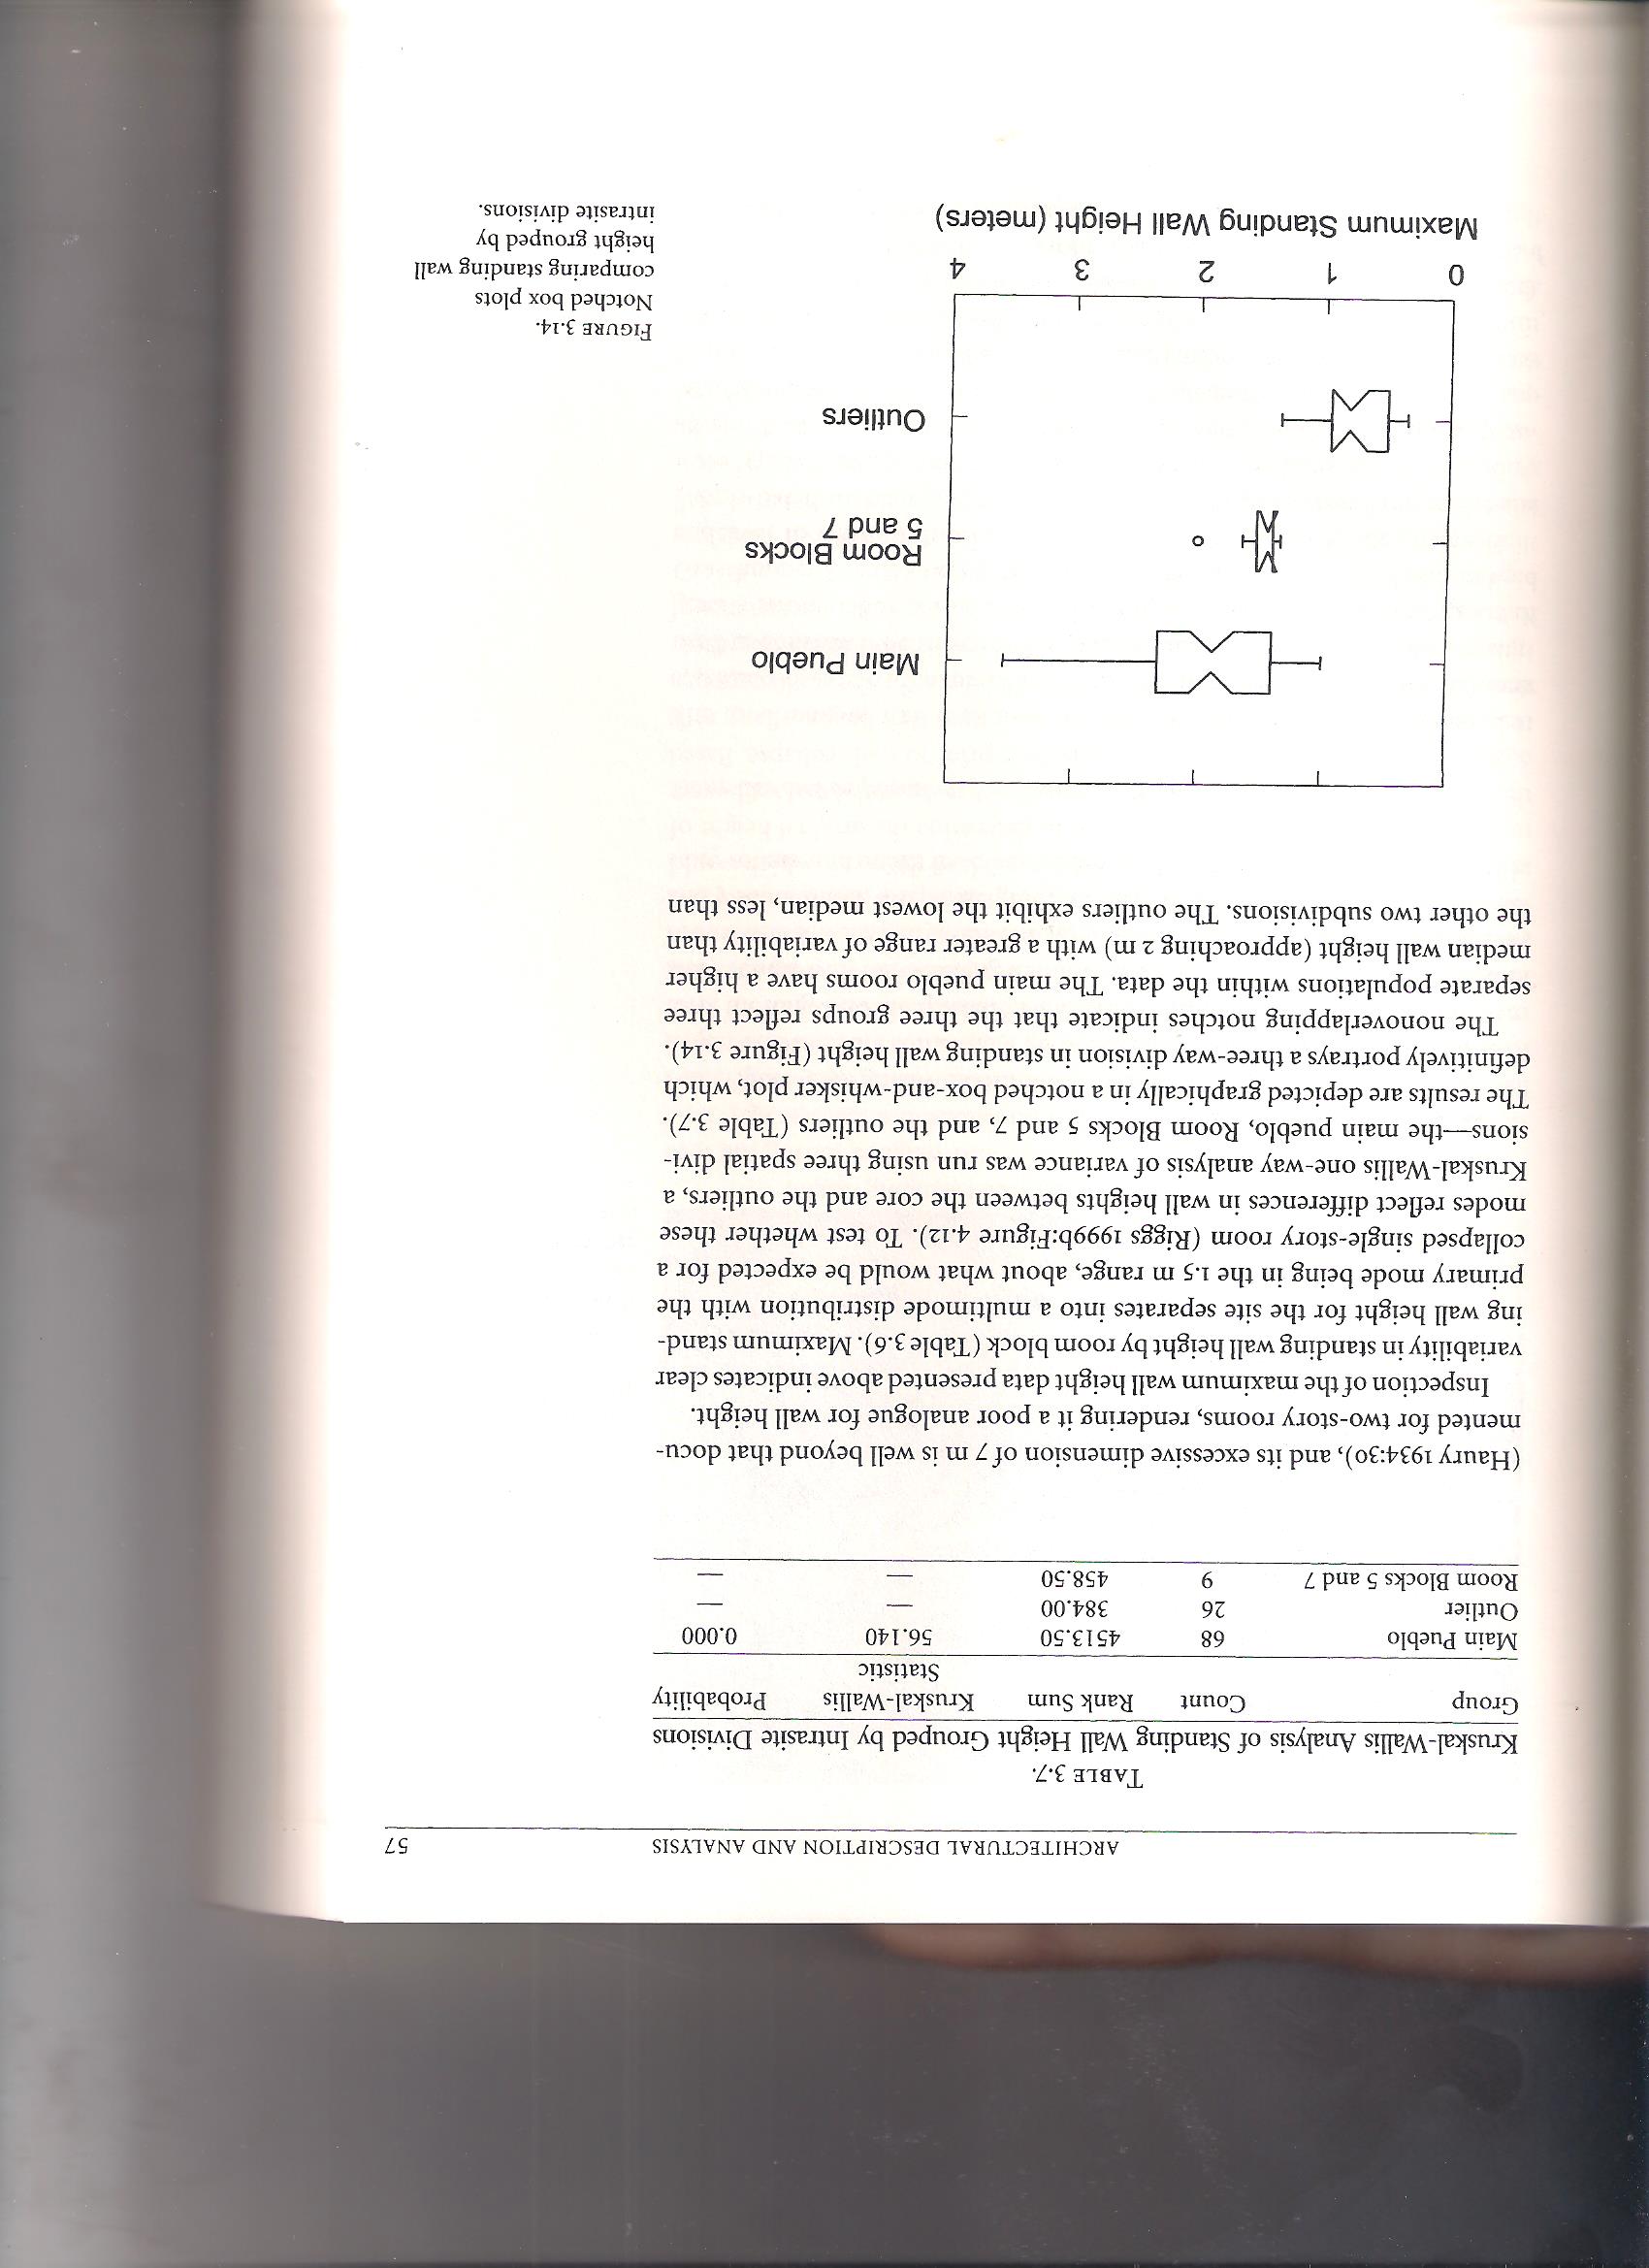 ARCHITECTURAL DESCRIPTION AND ANALYSIS 57
TABLE 3.7.
Kruskal-Wallis Analysis of Standing Wall Height Grouped by Intrasite Divisions
Group Count Rank Sum Kruskal-Wallis Statistic Probability
Main Pueblo 68 4513.50 56.140 0.000
Outlier 26 384.00 — —
Room Blocks 5 and 7 9 458.50 — —
(Haury 1934:30), and its excessive dimension of 7 m is well beyond that docu-
mented for two-story rooms, rendering it a poor analogue for wall height.
Inspection of the maximum wall height data presented above indicates clear
variability in standing wall height by room block (Table 3.6). Maximum stand-
ing wall height for the site separates into a multimode distribution with the
primary mode being in the 1.5 m range, about what would be expected for a
collapsed single-story room (Riggs 1999b:Figure 4.12). To test whether these
modes reflect differences in wall heights between the core and the outliers, a
Kruskal-Wallis one-way analysis of variance was run using three spatial divi-
sions—the main pueblo, Room Blocks 5 and 7, and the outliers (Table 3.7).
The results are depicted graphically in a notched box-and-whisker plot, which
definitively portrays a three-way division in standing wall height (Figure 3.14).
The nonoverlapping notches indicate that the three groups reflect three
separate populations within the data. The main pueblo rooms have a higher
median wall height (approaching 2 m) with a greater range of variability than
the other two subdivisions. The outliers exhibit the lowest median, less than
Main Pueblo
Room Blocks
5 and 7
Outliers
0 1 2 3 4
Maximum Standing Wall Height (meters)
FIGURE 3.14.
Notched box plots
comparing standing wall
height grouped by
intrasite divisions.